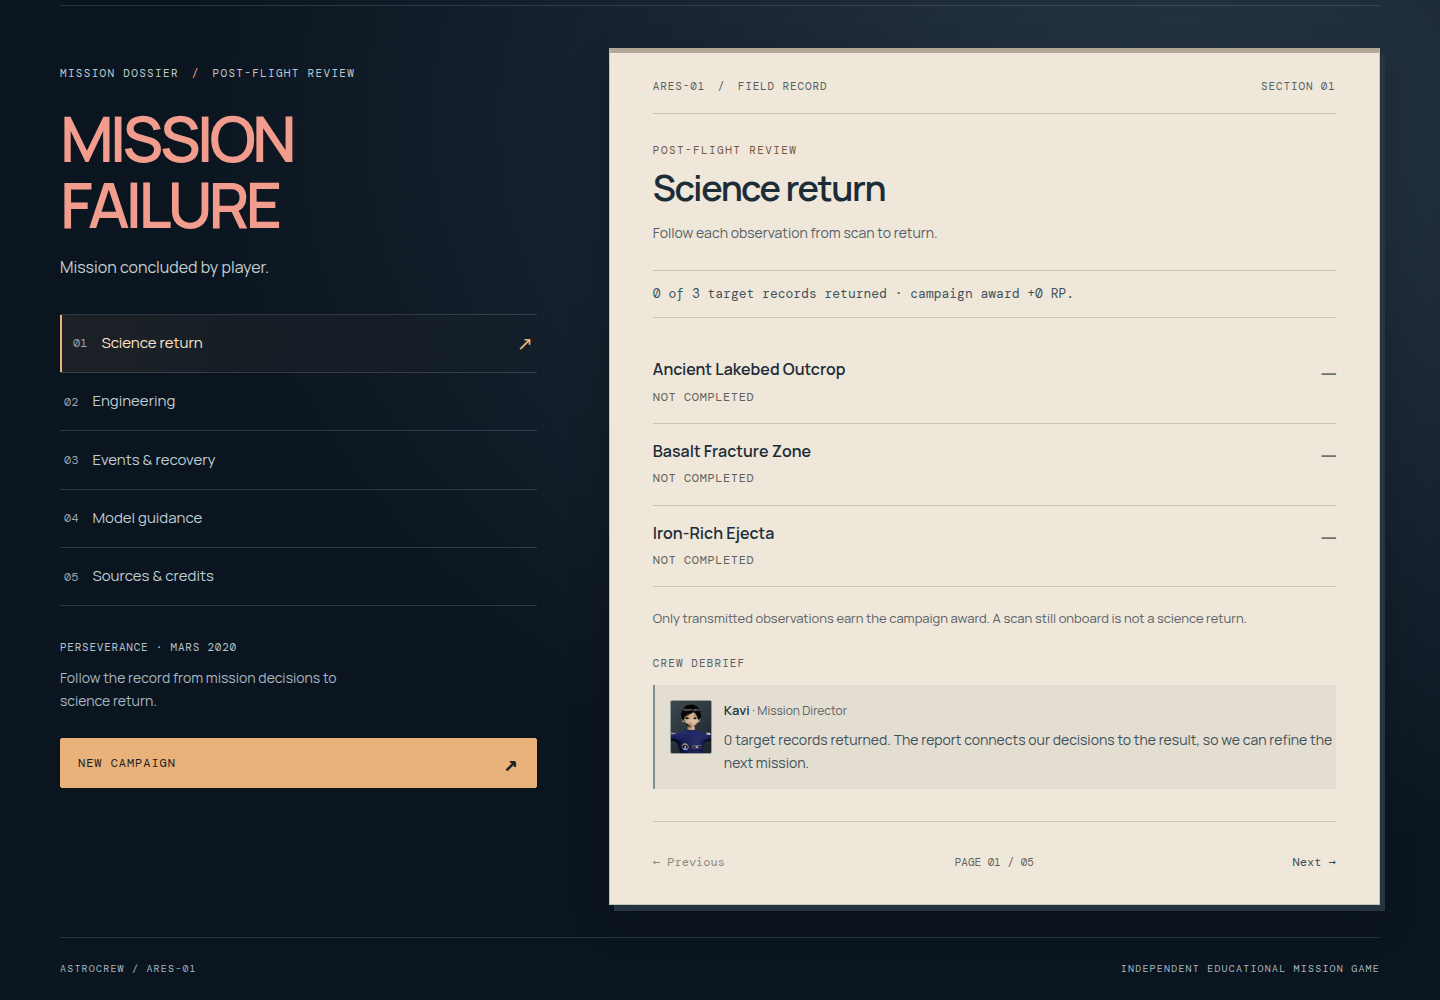 MISSION DOSSIER / POST-FLIGHT REVIEW
MISSION
FAILURE
Mission concluded by player.
01 Science return ↗
02 Engineering
03 Events & recovery
04 Model guidance
05 Sources & credits
PERSEVERANCE · MARS 2020
Follow the record from mission decisions to
science return.
NEW CAMPAIGN ↗
ARES-01 / FIELD RECORD
SECTION 01
POST-FLIGHT REVIEW
Science return
Follow each observation from scan to return.
0 of 3 target records returned · campaign award +0 RP.
Ancient Lakebed Outcrop —
NOT COMPLETED
Basalt Fracture Zone —
NOT COMPLETED
Iron-Rich Ejecta —
NOT COMPLETED
Only transmitted observations earn the campaign award. A scan still onboard is not a science return.
CREW DEBRIEF
Kavi · Mission Director
0 target records returned. The report connects our decisions to the result, so we can refine the
next mission.
← Previous
PAGE 01 / 05
Next →
ASTROCREW / ARES-01
INDEPENDENT EDUCATIONAL MISSION GAME